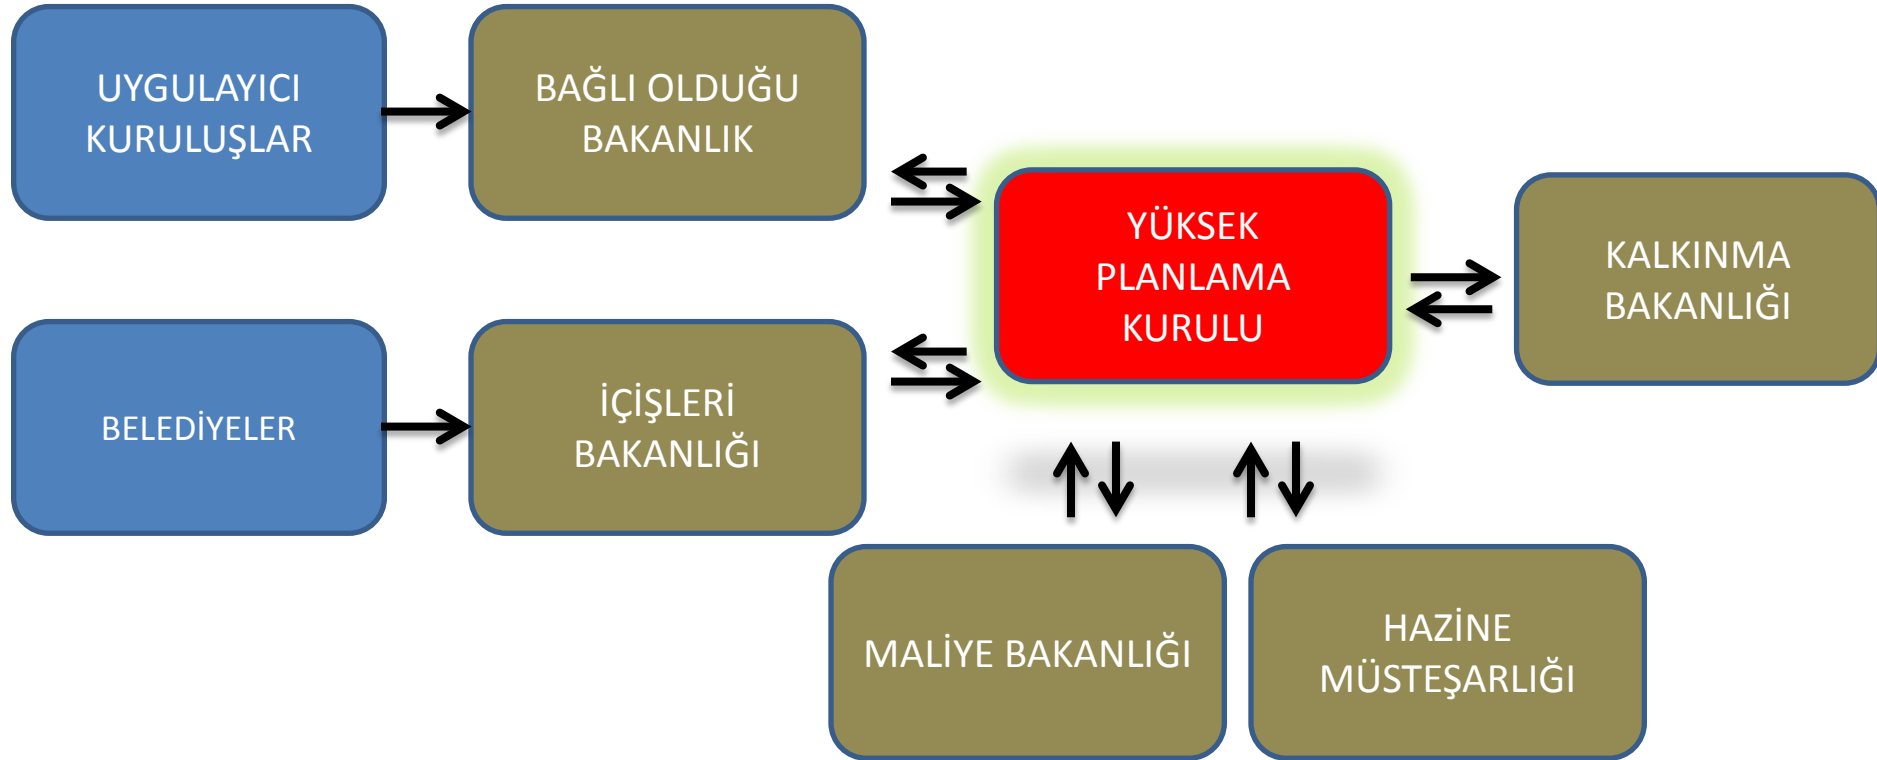 UYGULAYICI
KURULUŞLAR
BAĞLI OLDUĞU
BAKANLIK
YÜKSEK
PLANLAMA
KURULU
KALKINMA
BAKANLIĞI
BELEDİYELER
İÇİŞLERİ
BAKANLIĞI
MALİYE BAKANLIĞI
HAZİNE
MÜSTEŞARLIĞI